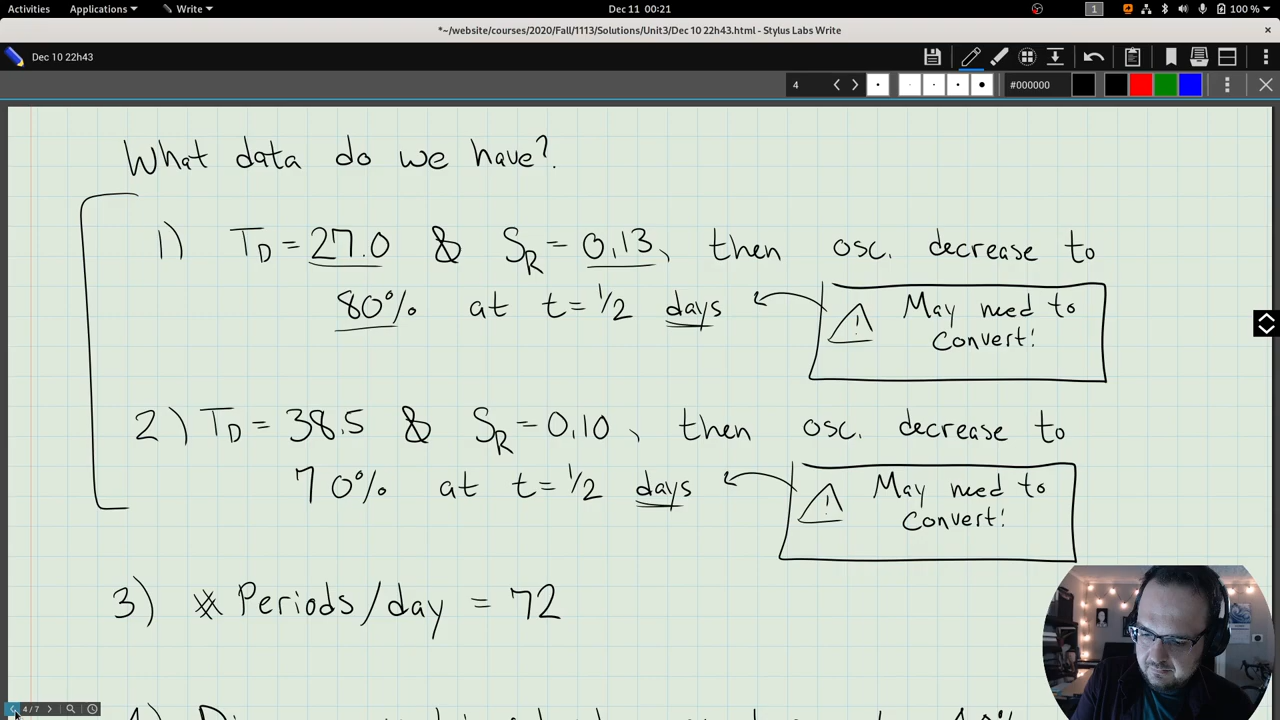 Activities Applications Write Dec 11 00:21 1 100 %
*~/website/courses/2020/Fall/1113/Solutions/Unit3/Dec 10 22h43.html - Stylus Labs Write
Dec 10 22h43
4 #000000
What data do we have?
1) T_D = 27.0 & S_R = 0.13, then osc. decrease to
80% at t = 1/2 days
May need to
Convert!
2) T_D = 38.5 & S_R = 0.10, then osc. decrease to
70% at t = 1/2 days
May need to
Convert!
3) # Periods/day = 72
4 / 7